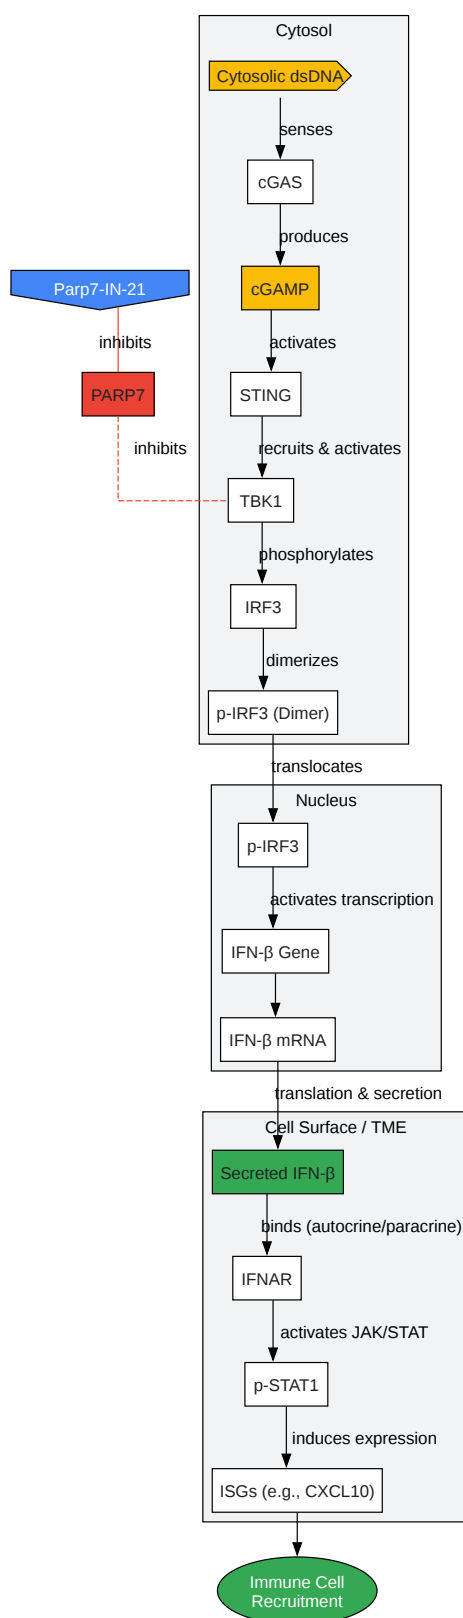 Cytosol
Cytosolic dsDNA
senses
cGAS
produces
Parp7-IN-21
cGAMP
inhibits
activates
PARP7
STING
inhibits
recruits & activates
TBK1
phosphorylates
IRF3
dimerizes
p-IRF3 (Dimer)
translocates
Nucleus
p-IRF3
activates transcription
IFN-β Gene
IFN-β mRNA
translation & secretion
Cell Surface / TME
Secreted IFN-β
binds (autocrine/paracrine)
IFNAR
activates JAK/STAT
p-STAT1
induces expression
ISGs (e.g., CXCL10)
Immune Cell
Recruitment